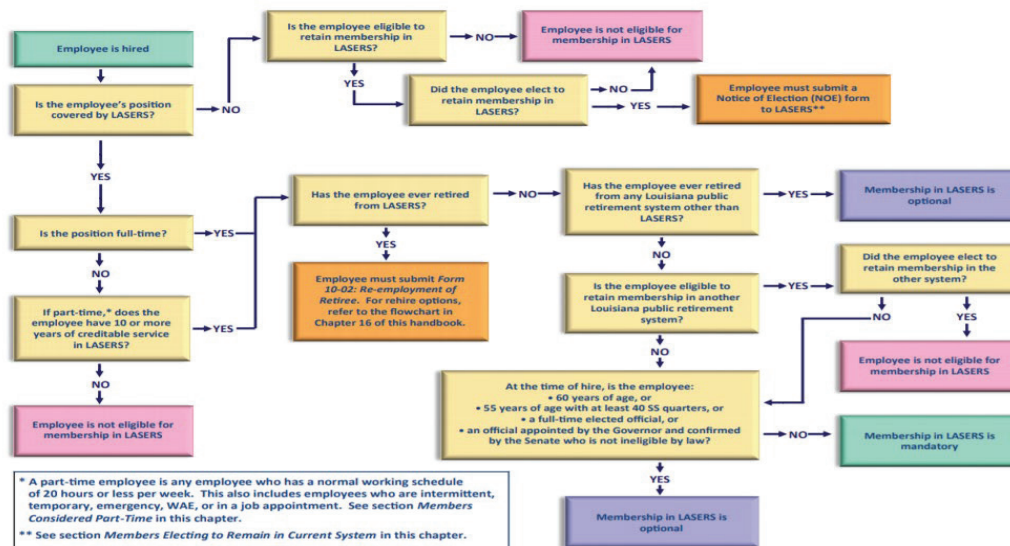 Employee is hired
Is the employee's position
covered by LASERS?
NO
Is the employee eligible to
retain membership in
LASERS?
NO
Employee is not eligible for
membership in LASERS
YES
Did the employee elect to
retain membership in
LASERS?
NO
YES
Employee must submit a
Notice of Election (NOE) form
to LASERS**
YES
Is the position full-time?
YES
NO
If part-time,* does the
employee have 10 or more
years of creditable service
in LASERS?
YES
NO
Employee is not eligible for
membership in LASERS
Has the employee ever retired
from LASERS?
NO
YES
Employee must submit Form
10-02: Re-employment of
Retiree. For rehire options,
refer to the flowchart in
Chapter 16 of this handbook.
Has the employee ever retired
from any Louisiana public
retirement system other than
LASERS?
YES
Membership in LASERS is
optional
NO
Is the employee eligible to
retain membership in another
Louisiana public retirement
system?
YES
Did the employee elect to
retain membership in the
other system?
NO
YES
Employee is not eligible for
membership in LASERS
NO
At the time of hire, is the employee:
• 60 years of age, or
• 55 years of age with at least 40 SS quarters, or
• a full-time elected official, or
• an official appointed by the Governor and confirmed
by the Senate who is not ineligible by law?
NO
Membership in LASERS is
mandatory
YES
Membership in LASERS is
optional
* A part-time employee is any employee who has a normal working schedule
of 20 hours or less per week. This also includes employees who are intermittent,
temporary, emergency, WAE, or in a job appointment. See section Members
Considered Part-Time in this chapter.
** See section Members Electing to Remain in Current System in this chapter.